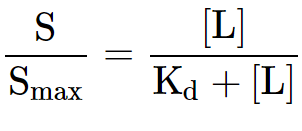 S/S_max = [L]/(K_d + [L])